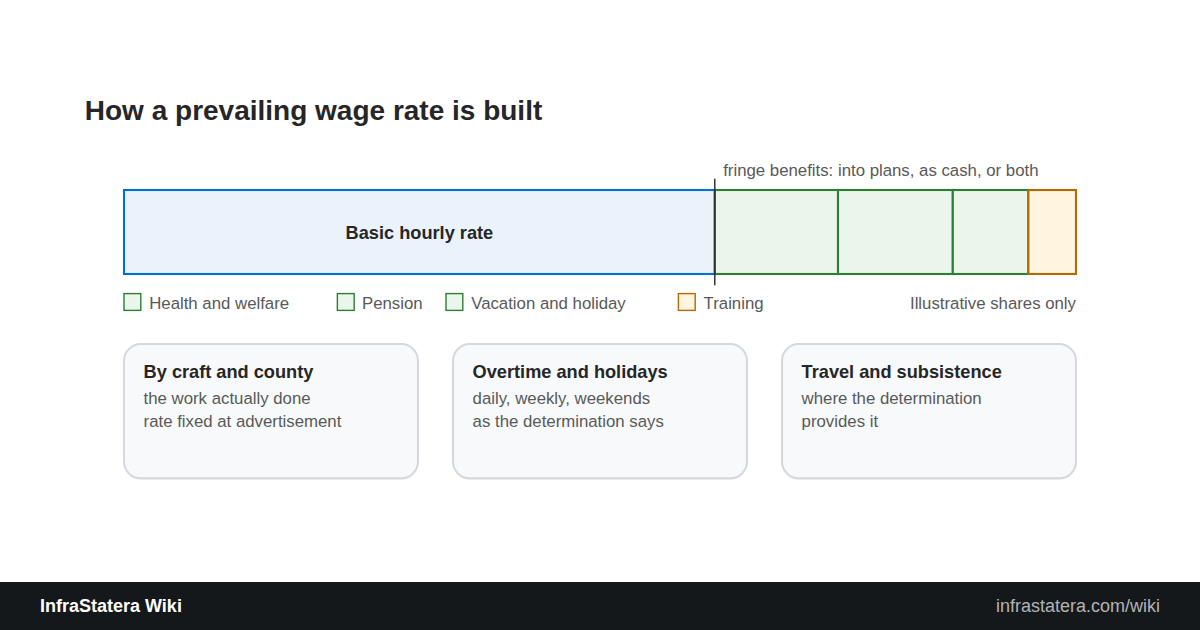 How a prevailing wage rate is built
fringe benefits: into plans, as cash, or both
Basic hourly rate
Health and welfare
Pension
Vacation and holiday
Training
Illustrative shares only
By craft and county
the work actually done
rate fixed at advertisement
Overtime and holidays
daily, weekly, weekends
as the determination says
Travel and subsistence
where the determination
provides it
InfraStatera Wiki
infrastatera.com/wiki